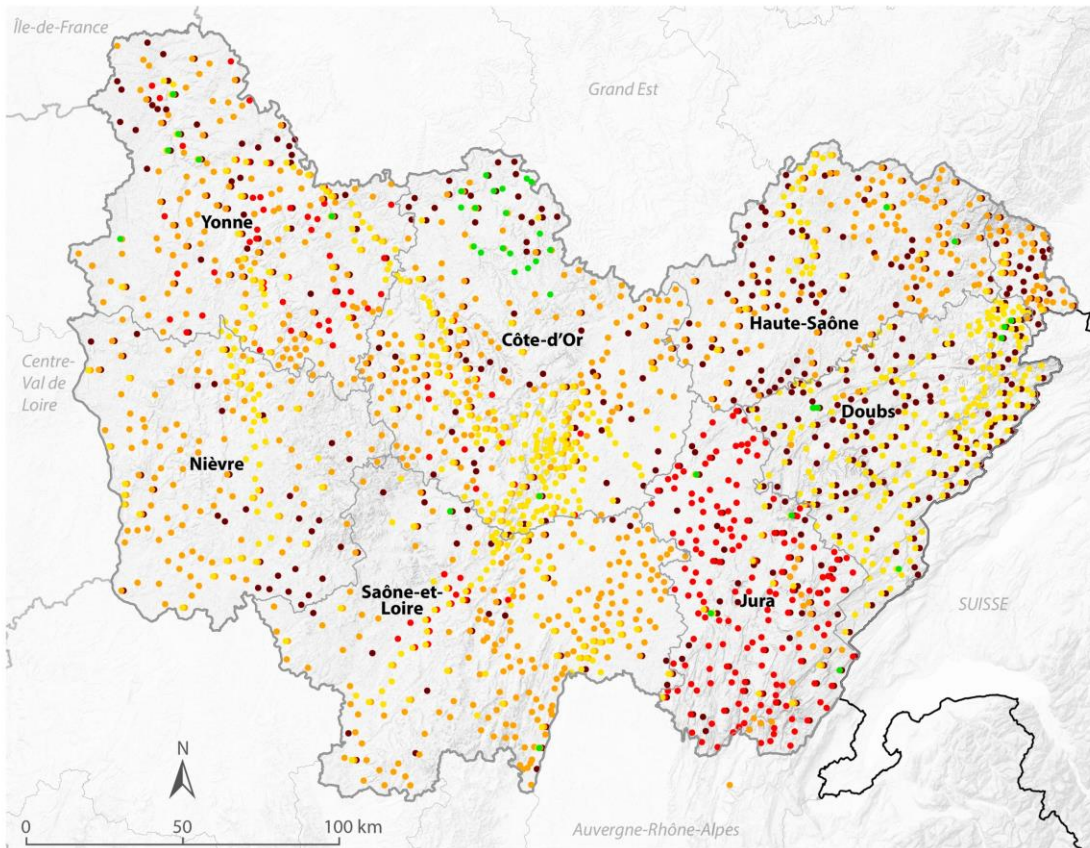 Île-de-France
Grand Est
Yonne
Côte-d'Or
Haute-Saône
Centre-
Val de
Loire
Doubs
Nièvre
Saône-et-
Loire
Jura
SUISSE
N
0 50 100 km
Auvergne-Rhône-Alpes